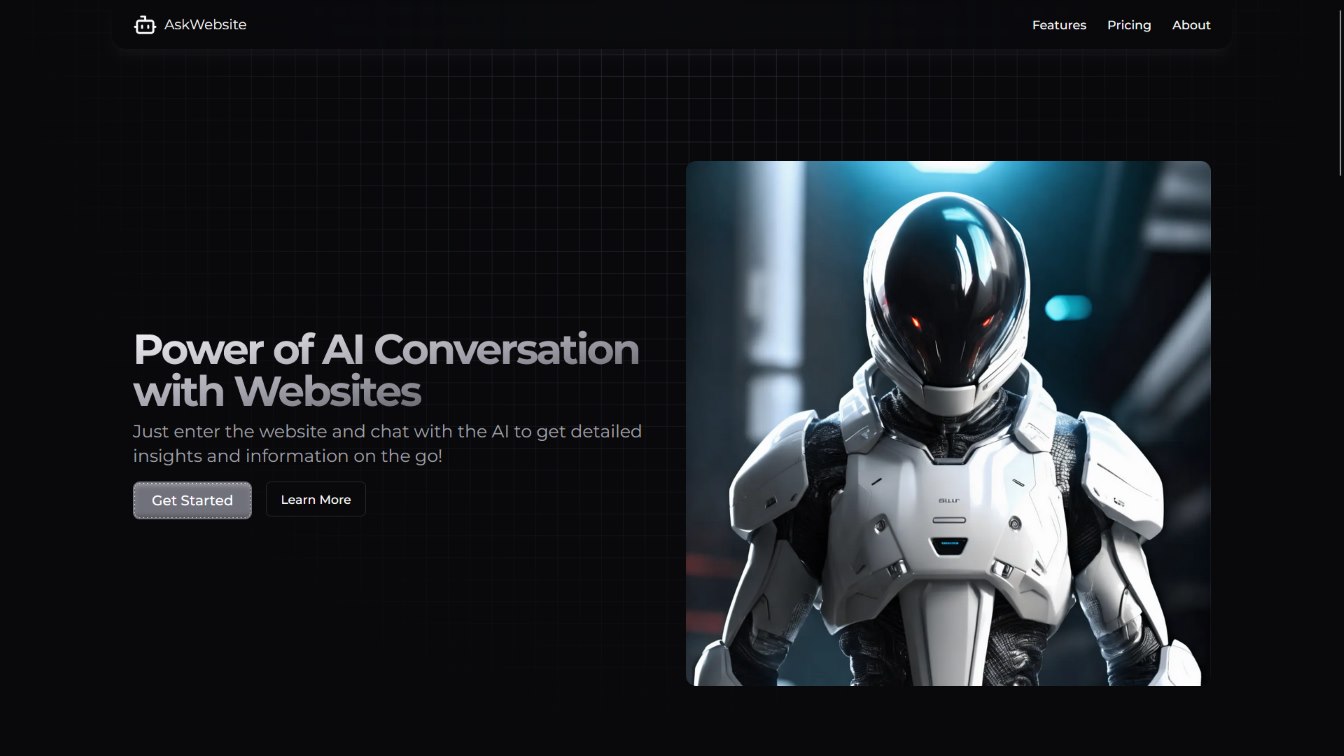 AskWebsite
Features
Pricing
About
Power of AI Conversation
with Websites
Just enter the website and chat with the AI to get detailed
insights and information on the go!
Get Started
Learn More